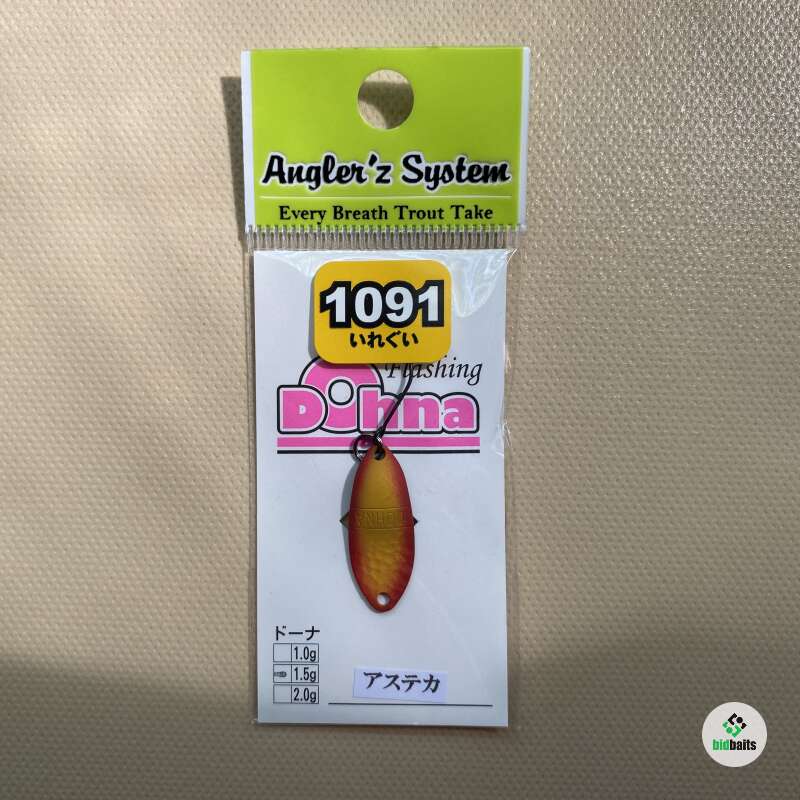 Angler'z System
Every Breath Trout Take
1091
いれぐい
Flashing
Dohna
ドーナ
1.0g
1.5g
2.0g
アステカ
bidbaits